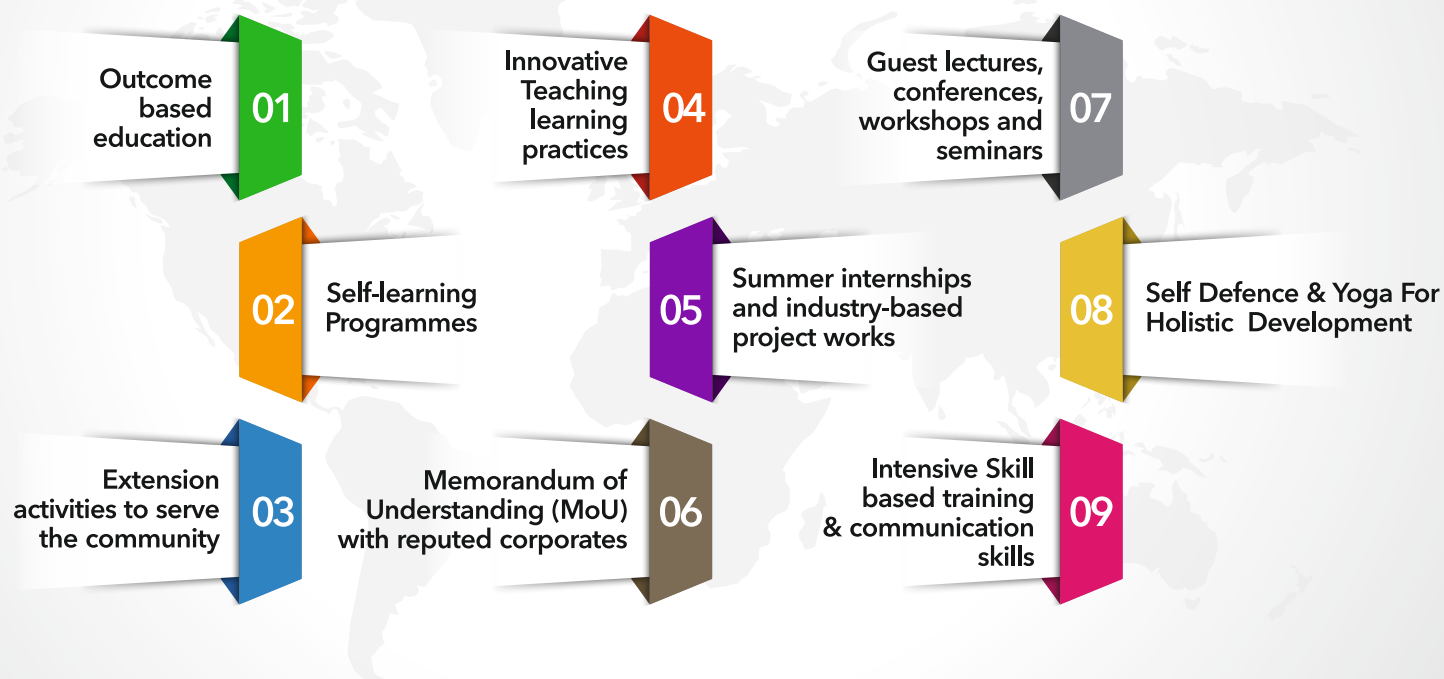 Outcome
based
education
01
02
Self-learning
Programmes
Extension
activities to serve
the community
03
Innovative
Teaching
learning
practices
04
05
Summer internships
and industry-based
project works
Memorandum of
Understanding (MoU)
with reputed corporates
06
Guest lectures,
conferences,
workshops and
seminars
07
08
Self Defence & Yoga For
Holistic Development
Intensive Skill
based training
& communication
skills
09